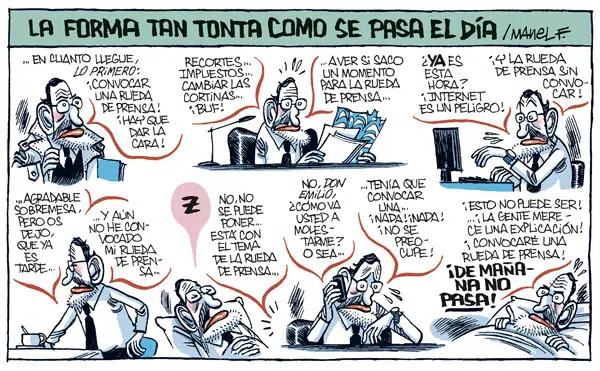 LA FORMA TAN TONTA COMO SE PASA EL DÍA /MANEL F.
...EN CUANTO LLEGUE,
LO PRIMERO:
¡CONVOCAR
UNA RUEDA
DE PRENSA!
¡HAY QUE
DAR LA
CARA!
RECORTES...
IMPUESTOS...
CAMBIAR LAS
CORTINAS...
¡BUF!
...AVER SI SACO
UN MOMENTO
PARA LA RUEDA
DE PRENSA...
¿YA ES
ESTA
HORA?
¡INTERNET
ES UN PELIGRO!
¡Y LA RUEDA
DE PRENSA SIN
CONVO-
CAR!
...AGRADABLE
SOBREMESA,
PERO OS
DEJO,
QUE YA
ES
TARDE...
...Y AÚN
NO HE CON-
VOCADO
MI RUEDA
DE PREN-
SA...
Z
NO, NO
SE PUEDE
PONER...
ESTÁ CON
EL TEMA
DE LA RUEDA
DE PRENSA...
NO, DON
EMILIO,
¿CÓMO VA
USTED A
MOLES-
TARME?
O SEA...
...TENÍA QUE
CONVOCAR
UNA...
¡NADA! ¡NADA!
¡NO SE
PREO-
CUPE!
¡ESTO NO PUEDE SER!
...¡LA GENTE MERE-
CE UNA EXPLICACIÓN!
¡CONVOCARÉ UNA
RUEDA DE PRENSA!
¡DE MAÑA-
NA NO
PASA!